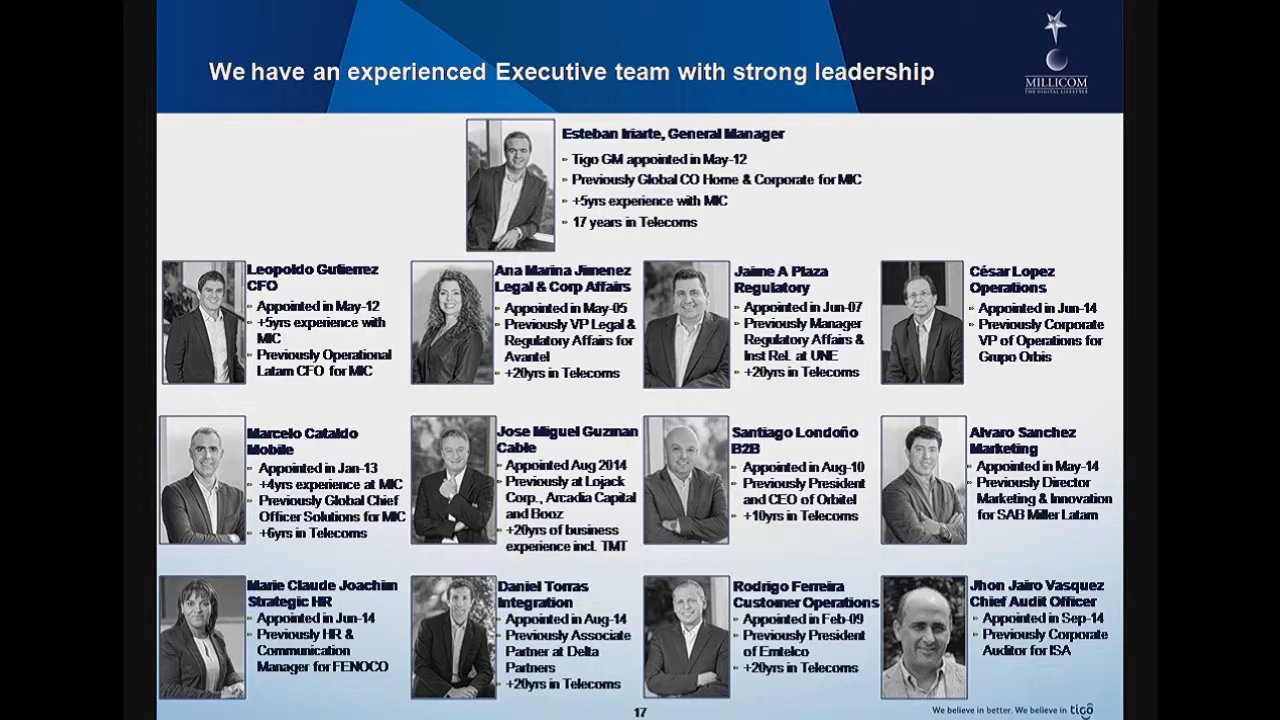 We have an experienced Executive team with strong leadership
MILLICOM
THE DIGITAL LIFESTYLE
Esteban Iriarte, General Manager
Tigo GM appointed in May-12
Previously Global CO Home & Corporate for MIC
+5yrs experience with MIC
17 years in Telecoms
Leopoldo Gutierrez
CFO
Appointed in May-12
+5yrs experience with
MIC
Previously Operational
Latam CFO for MIC
Ana Marina Jimenez
Legal & Corp Affairs
Appointed in May-05
Previously VP Legal &
Regulatory Affairs for
Avantel
+20yrs in Telecoms
Jaime A Plaza
Regulatory
Appointed in Jun-07
Previously Manager
Regulatory Affairs &
Inst Rel. at UNE
+20yrs in Telecoms
César Lopez
Operations
Appointed in Jun-14
Previously Corporate
VP of Operations for
Grupo Orbis
Marcelo Cataldo
Mobile
Appointed in Jan-13
+4yrs experience at MIC
Previously Global Chief
Officer Solutions for MIC
+6yrs in Telecoms
Jose Miguel Guzman
Cable
Appointed Aug 2014
Previously at Lojack
Corp., Arcadia Capital
and Booz
+20yrs of business
experience incl. TMT
Santiago Londoño
B2B
Appointed in Aug-10
Previously President
and CEO of Orbitel
+10yrs in Telecoms
Alvaro Sanchez
Marketing
Appointed in May-14
Previously Director
Marketing & Innovation
for SAB Miller Latam
Marie Claude Joachim
Strategic HR
Appointed in Jun-14
Previously HR &
Communication
Manager for FENOCO
Daniel Torras
Integration
Appointed in Aug-14
Previously Associate
Partner at Delta
Partners
+20yrs in Telecoms
Rodrigo Ferreira
Customer Operations
Appointed in Feb-09
Previously President
of Emtelco
+20yrs in Telecoms
Jhon Jairo Vasquez
Chief Audit Officer
Appointed in Sep-14
Previously Corporate
Auditor for ISA
17
We believe in better. We believe in tigo